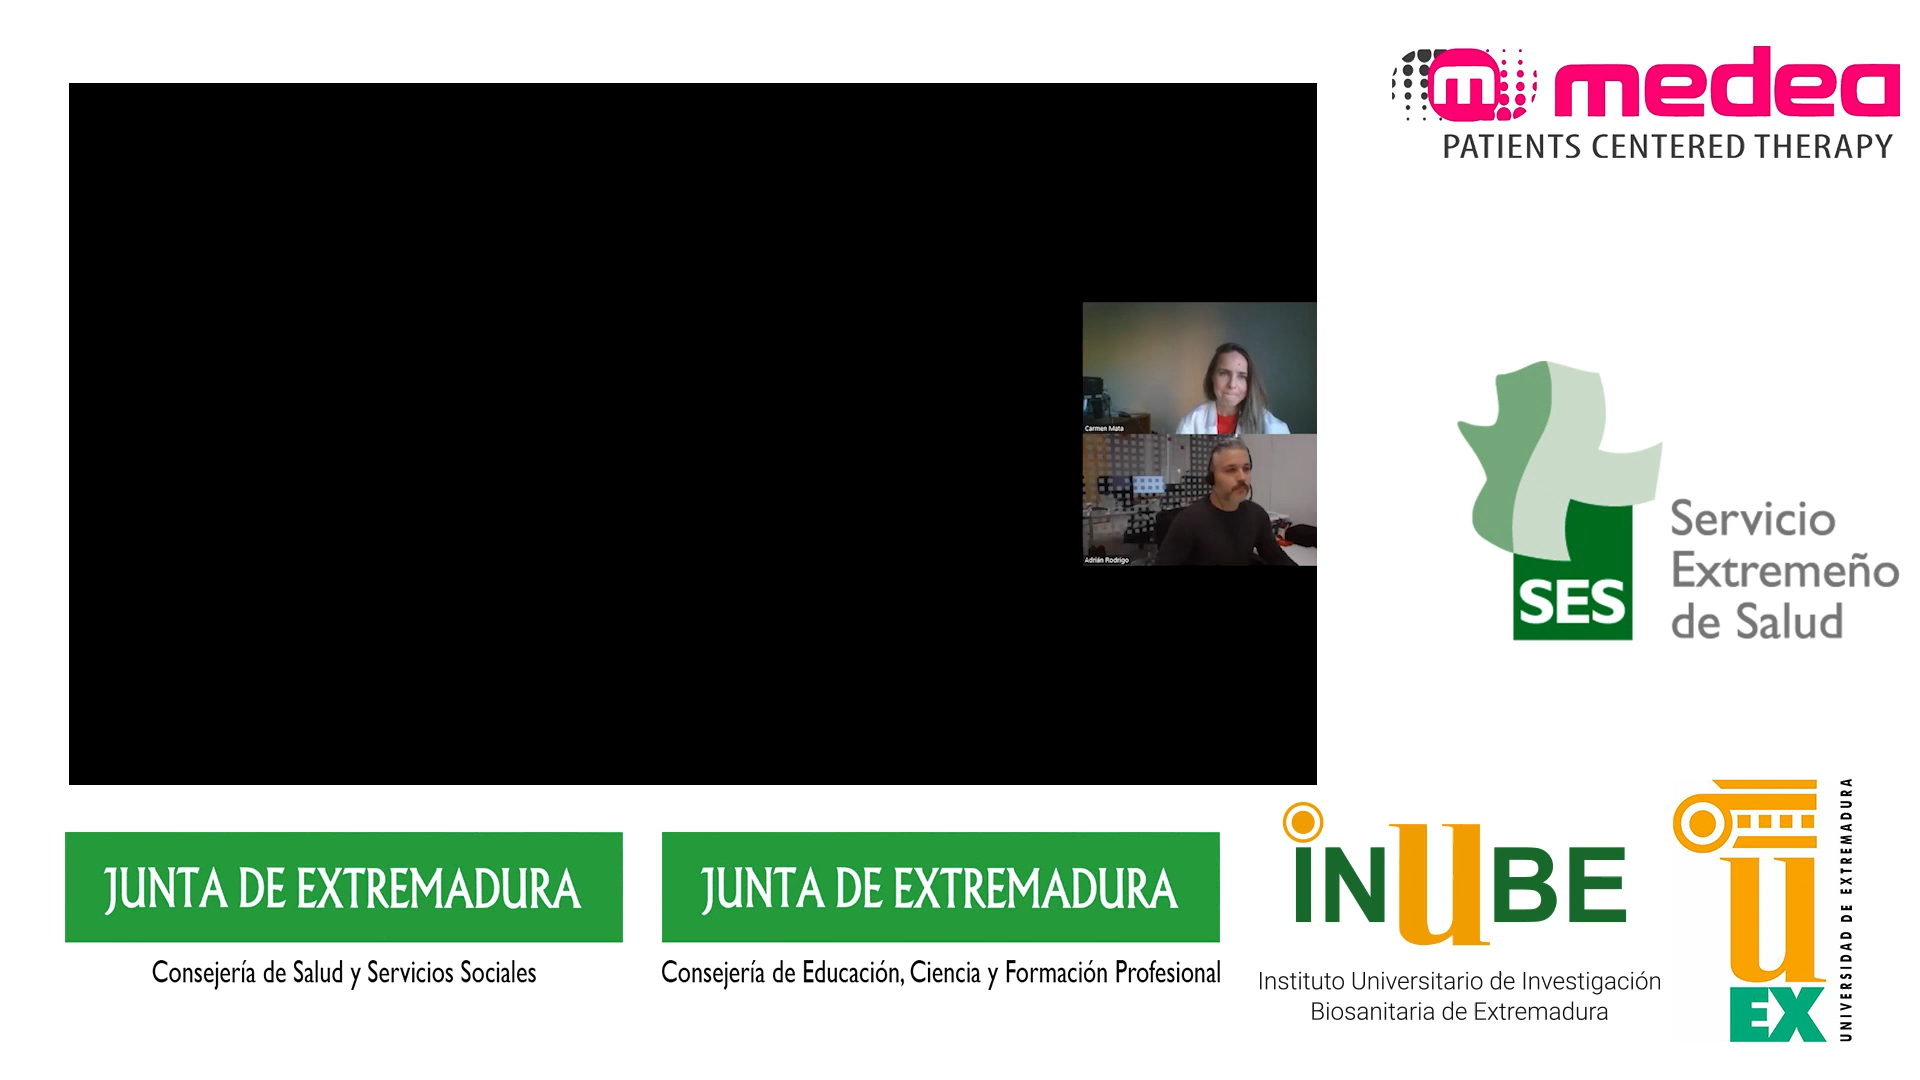 medea
PATIENTS CENTERED THERAPY
Carmen Mata
Adrián Rodrigo
SES
Servicio
Extremeño
de Salud
JUNTA DE EXTREMADURA
Consejería de Salud y Servicios Sociales
JUNTA DE EXTREMADURA
Consejería de Educación, Ciencia y Formación Profesional
iNUBE
Instituto Universitario de Investigación
Biosanitaria de Extremadura
u
EX
UNIVERSIDAD DE EXTREMADURA